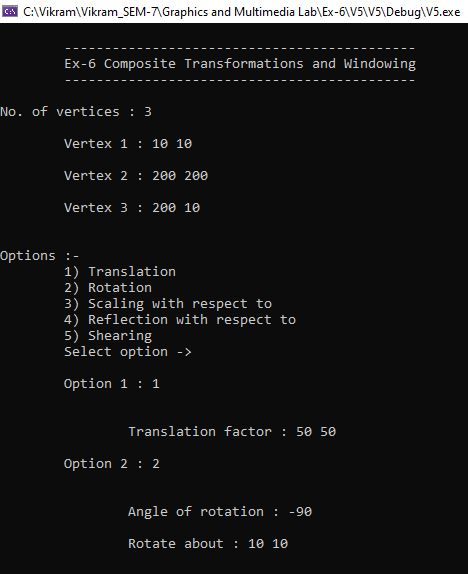 C:\Vikram\Vikram_SEM-7\Graphics and Multimedia Lab\Ex-6\V5\V5\Debug\V5.exe
--------------------------------------------
Ex-6 Composite Transformations and Windowing
--------------------------------------------
No. of vertices : 3
Vertex 1 : 10 10
Vertex 2 : 200 200
Vertex 3 : 200 10
Options :-
1) Translation
2) Rotation
3) Scaling with respect to
4) Reflection with respect to
5) Shearing
Select option ->
Option 1 : 1
Translation factor : 50 50
Option 2 : 2
Angle of rotation : -90
Rotate about : 10 10